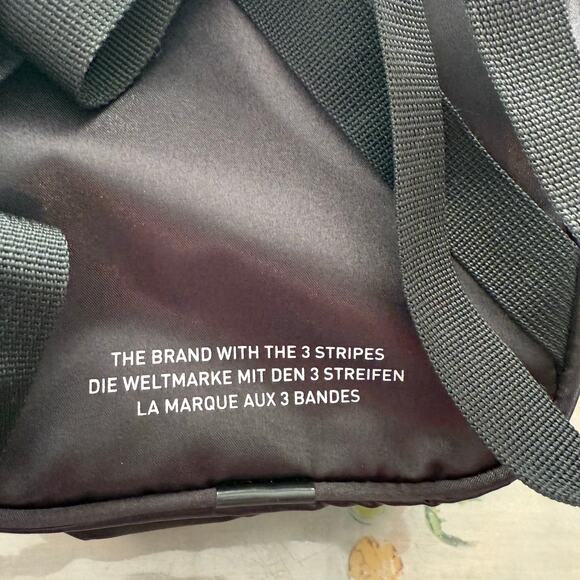 THE BRAND WITH THE 3 STRIPES
DIE WELTMARKE MIT DEN 3 STREIFEN
LA MARQUE AUX 3 BANDES